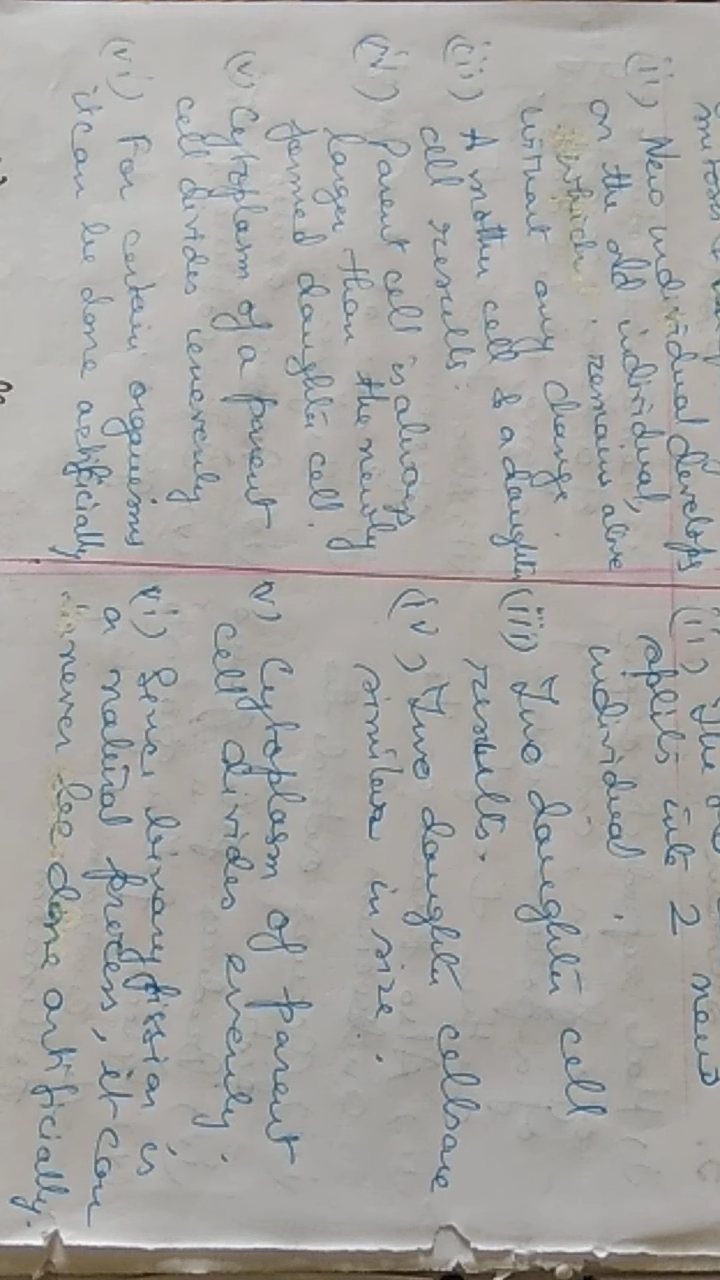 (ii) New individual develops
on the old individual,
which remains alive
without any change
(iii) A mother cell & a daughter
cell results.
(iv) Parent cell is always
larger than the newly
formed daughter cell.
(v) Cytoplasm of a parent
cell divides unevenly
(vi) For certain organisms
it can be done artificially
(ii) The
splits into 2 new
individual.
(iii) Two daughter cell
results.
(iv) Two daughter cells are
similar in size.
v) Cytoplasm of parent
cell divides evenly.
vi) Since binary fission is
a natural process, it can
never be done artificially.